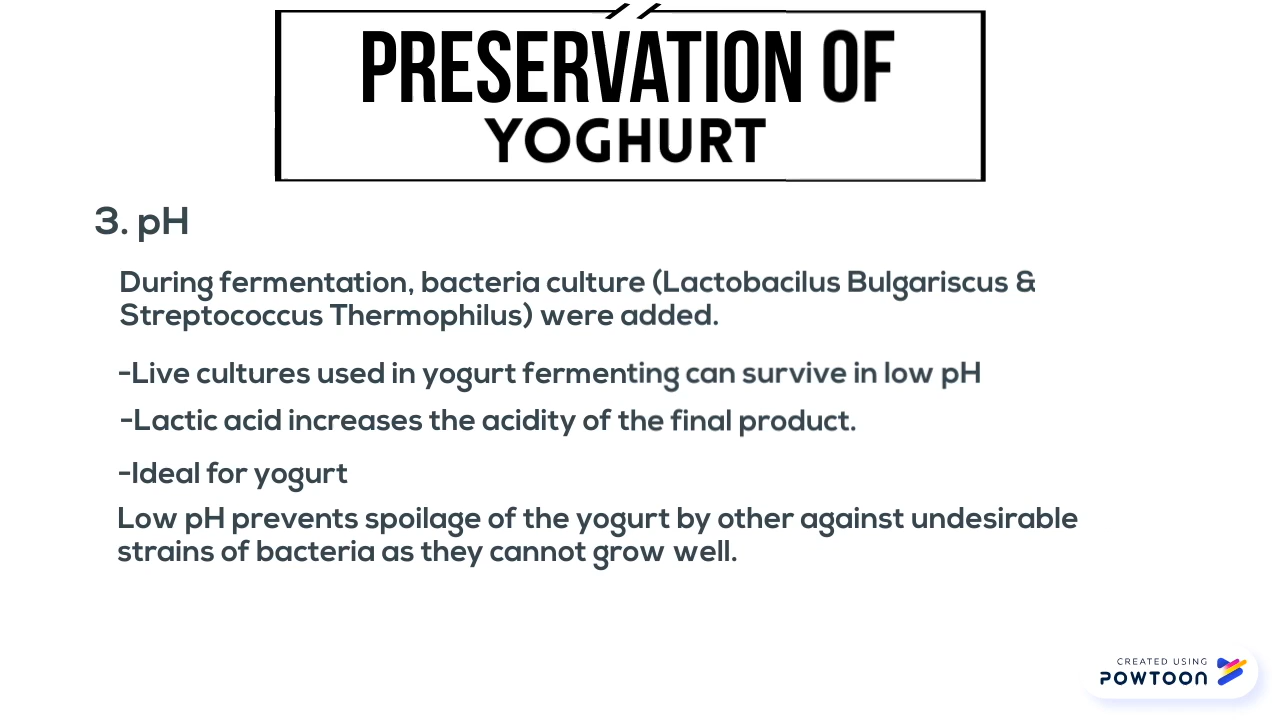 PRESERVATION OF
YOGHURT
3. pH
During fermentation, bacteria culture (Lactobacilus Bulgariscus &
Streptococcus Thermophilus) were added.
-Live cultures used in yogurt fermenting can survive in low pH
-Lactic acid increases the acidity of the final product.
-Ideal for yogurt
Low pH prevents spoilage of the yogurt by other against undesirable
strains of bacteria as they cannot grow well.
CREATED USING
POWTOON